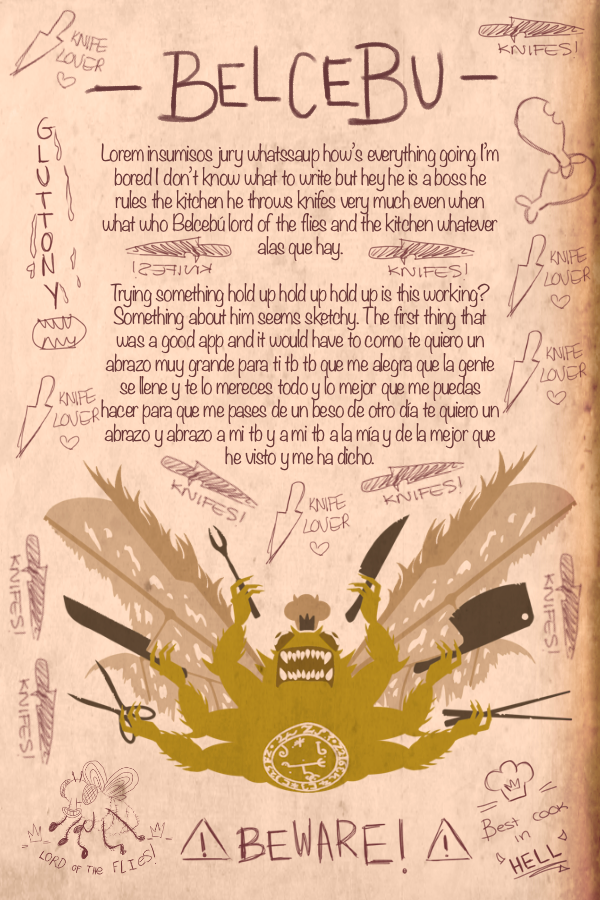 KNIFE
LOVER
KNIFES!
— BELCEBU —
GLUTTONY
Lorem insumisos jury whatssaup how's everything going I'm
bored I don't know what to write but hey he is a boss he
rules the kitchen he throws knifes very much even when
what who Belcebú lord of the flies and the kitchen whatever
alas que hay.
KNIFES!
KNIFES!
KNIFE
LOVER
Trying something hold up hold up hold up is this working?
Something about him seems sketchy. The first thing that
was a good app and it would have to como te quiero un
abrazo muy grande para ti tb tb que me alegra que la gente
se llene y te lo mereces todo y lo mejor que me puedas
hacer para que me pases de un beso de otro día te quiero un
abrazo y abrazo a mi tb y a mi tb a la mía y de la mejor que
he visto y me ha dicho.
KNIFE
LOVER
KNIFE
LOVER
KNIFES!
KNIFE
LOVER
KNIFES!
KNIFES!
KNIFES!
KNIFES!
LORD OF THE FLIES!
BEWARE!
Best cook
in
HELL